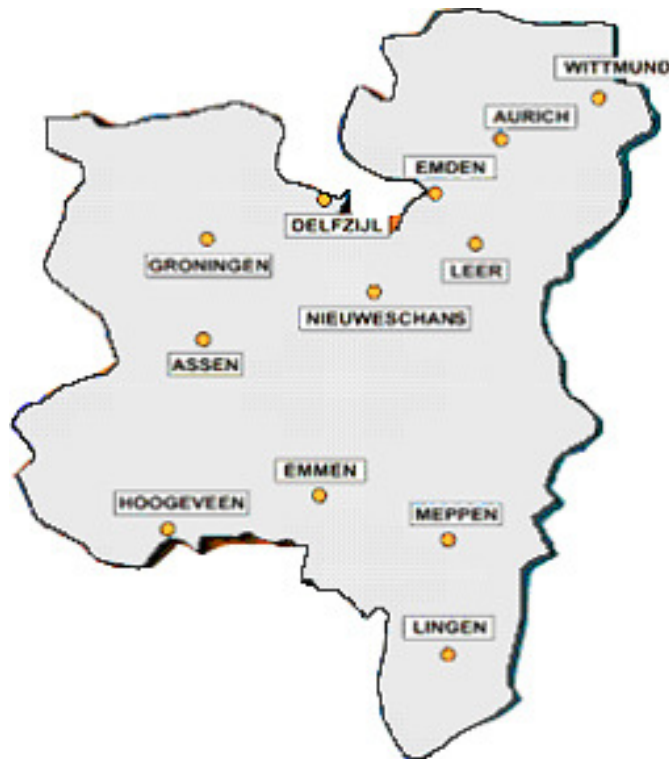 WITTMUND
AURICH
EMDEN
DELFZIJL
GRONINGEN
LEER
NIEUWESCHANS
ASSEN
EMMEN
HOOGEVEEN
MEPPEN
LINGEN